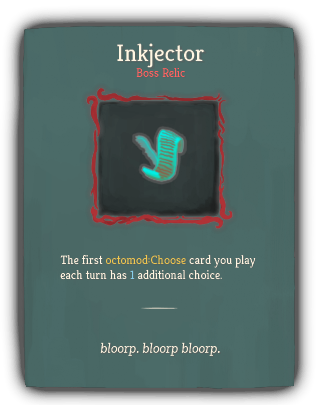 Inkjector
Boss Relic
The first octomod:Choose card you play
each turn has 1 additional choice.
bloorp. bloorp bloorp.